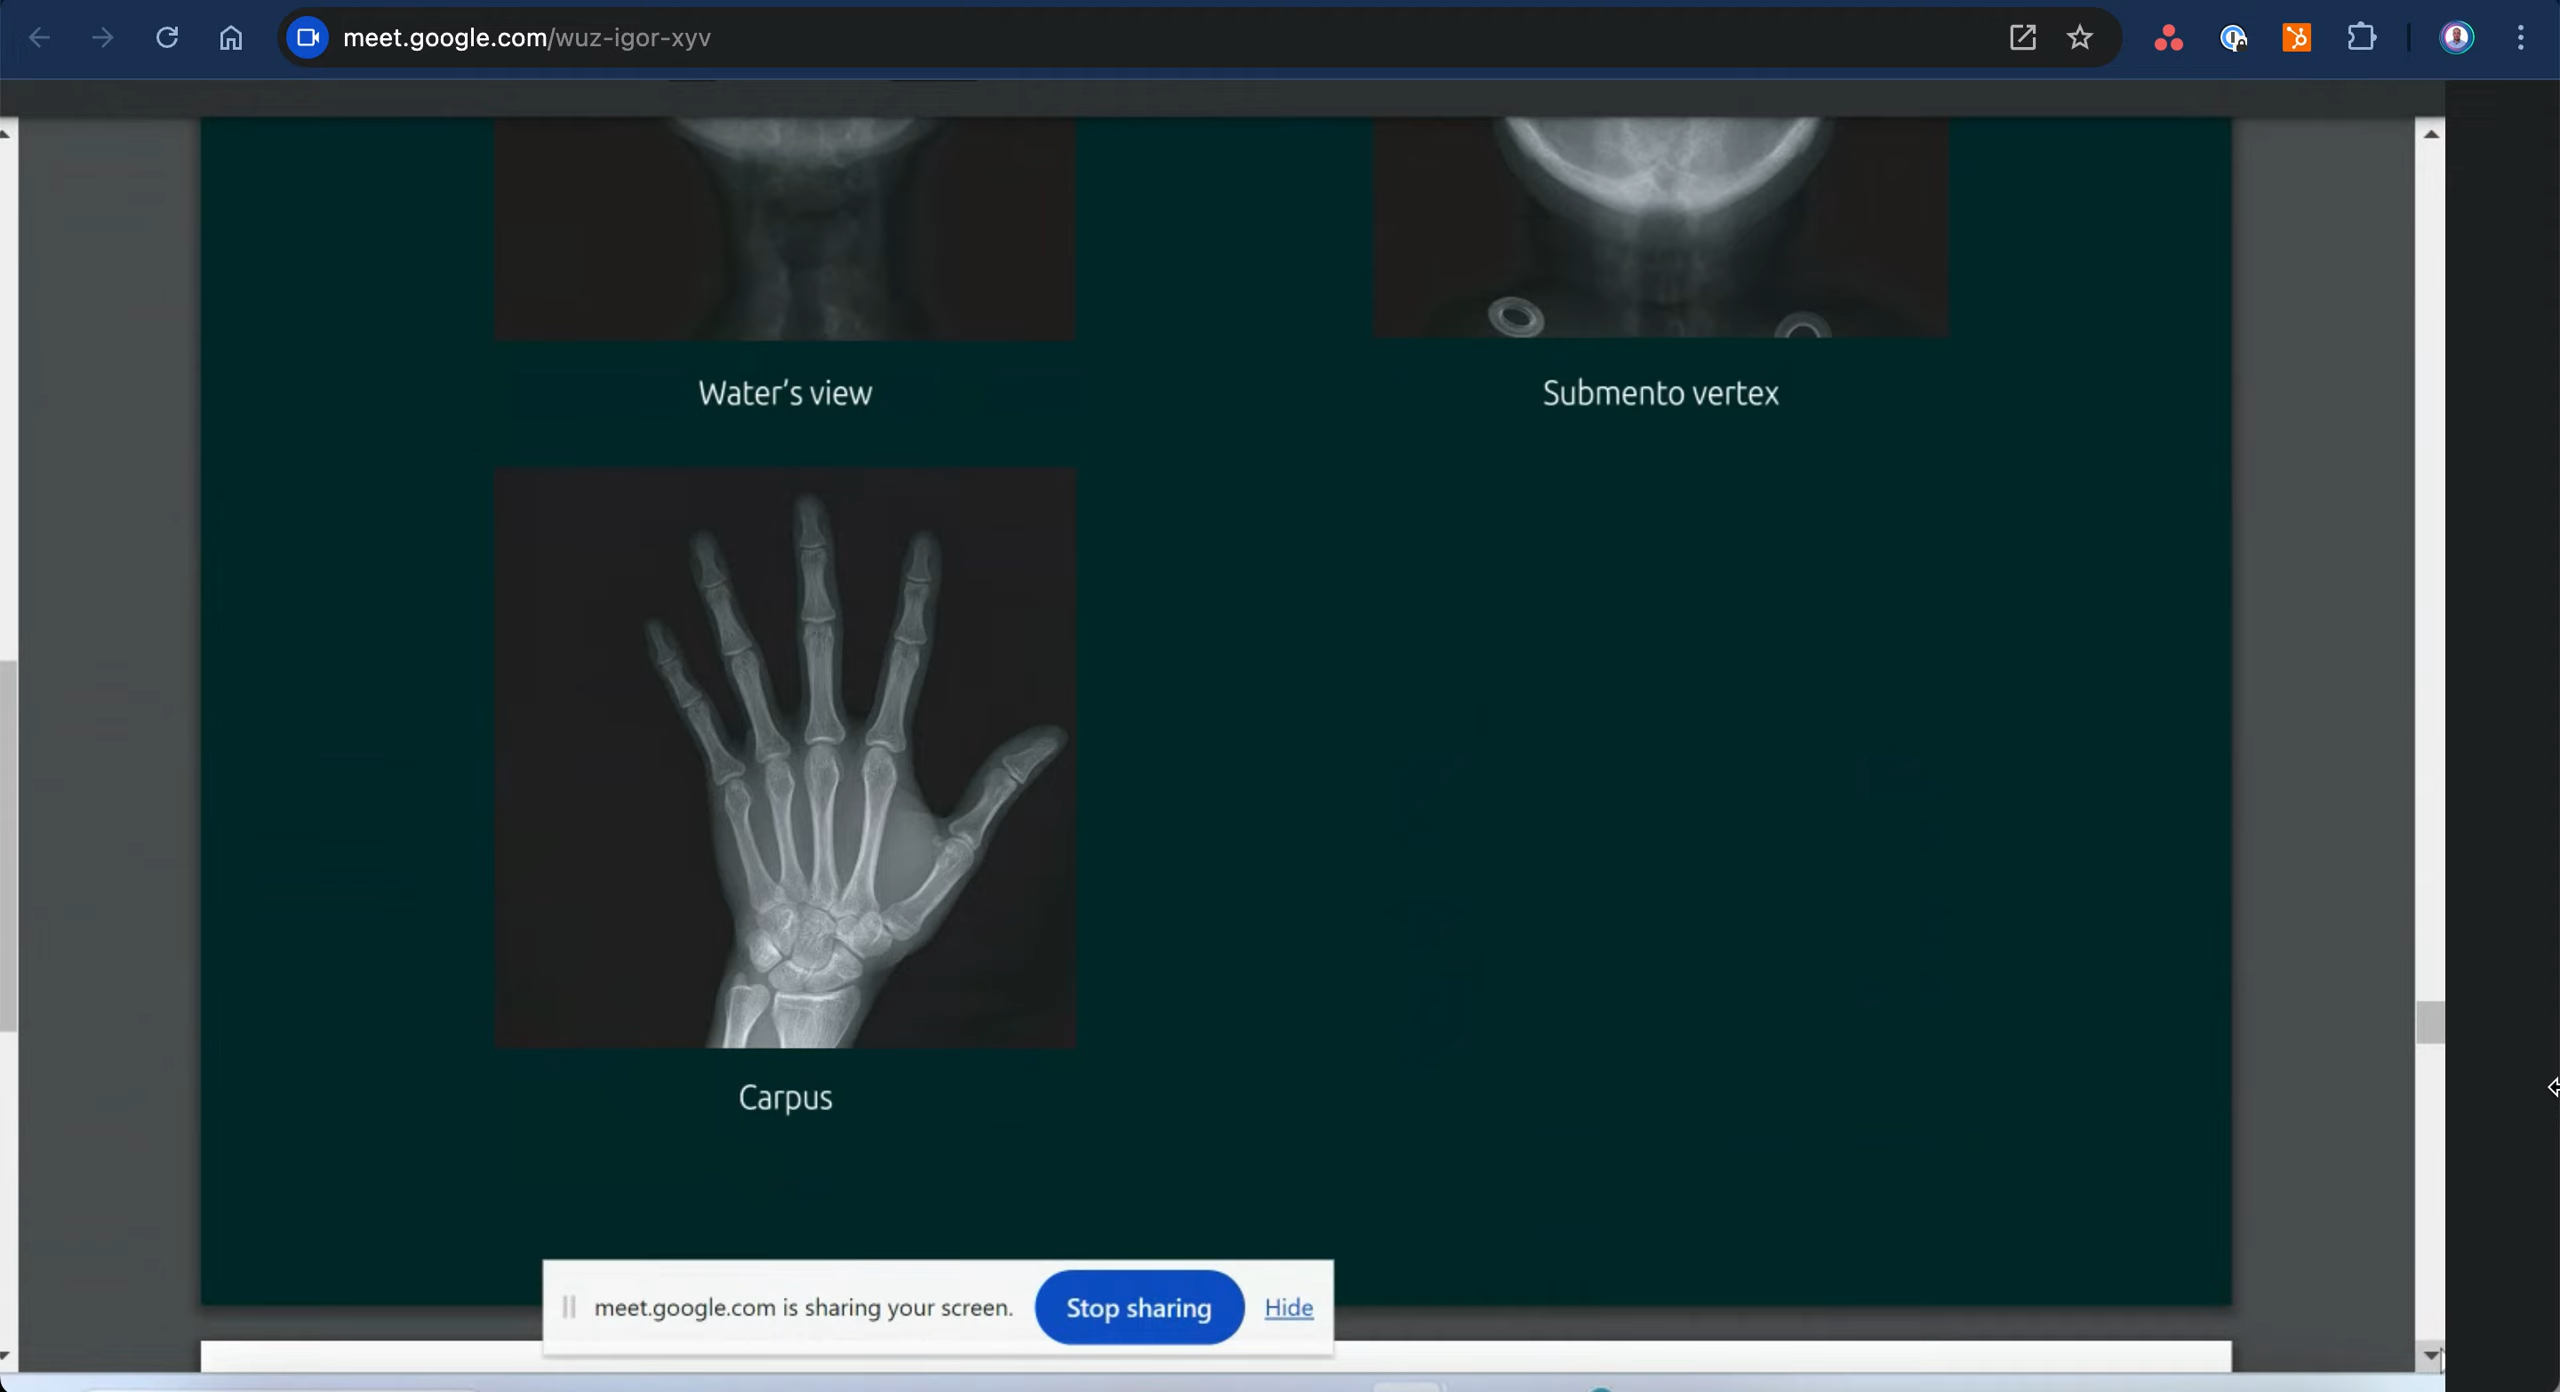 meet.google.com/wuz-igor-xyv
Water’s view
Submento vertex
Carpus
meet.google.com is sharing your screen.
Stop sharing
Hide